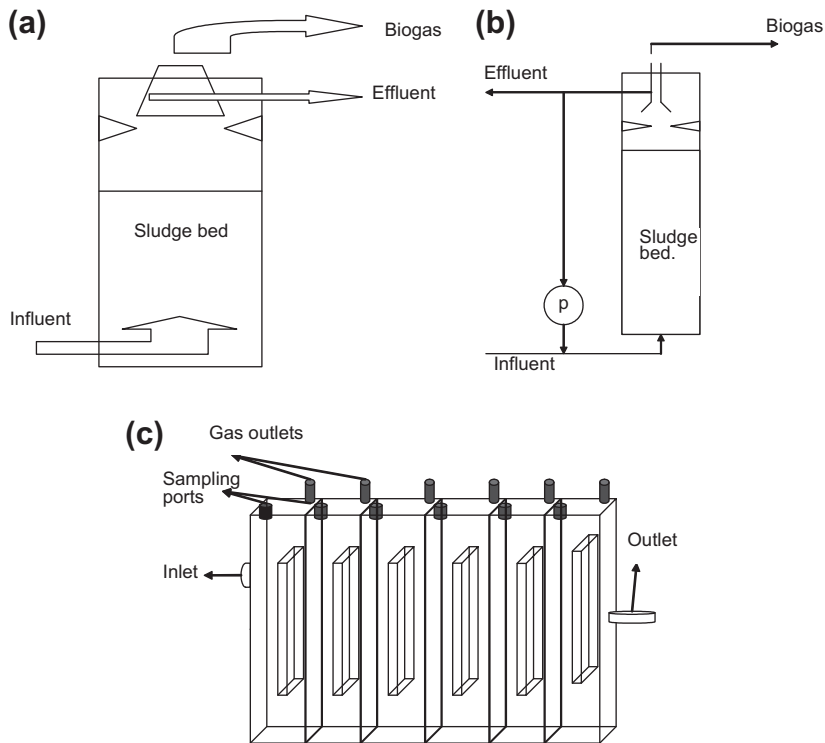 (a)
Biogas
Effluent
Sludge bed
Influent
(b)
Biogas
Effluent
Sludge
bed.
p
Influent
(c)
Gas outlets
Sampling
ports
Inlet
Outlet